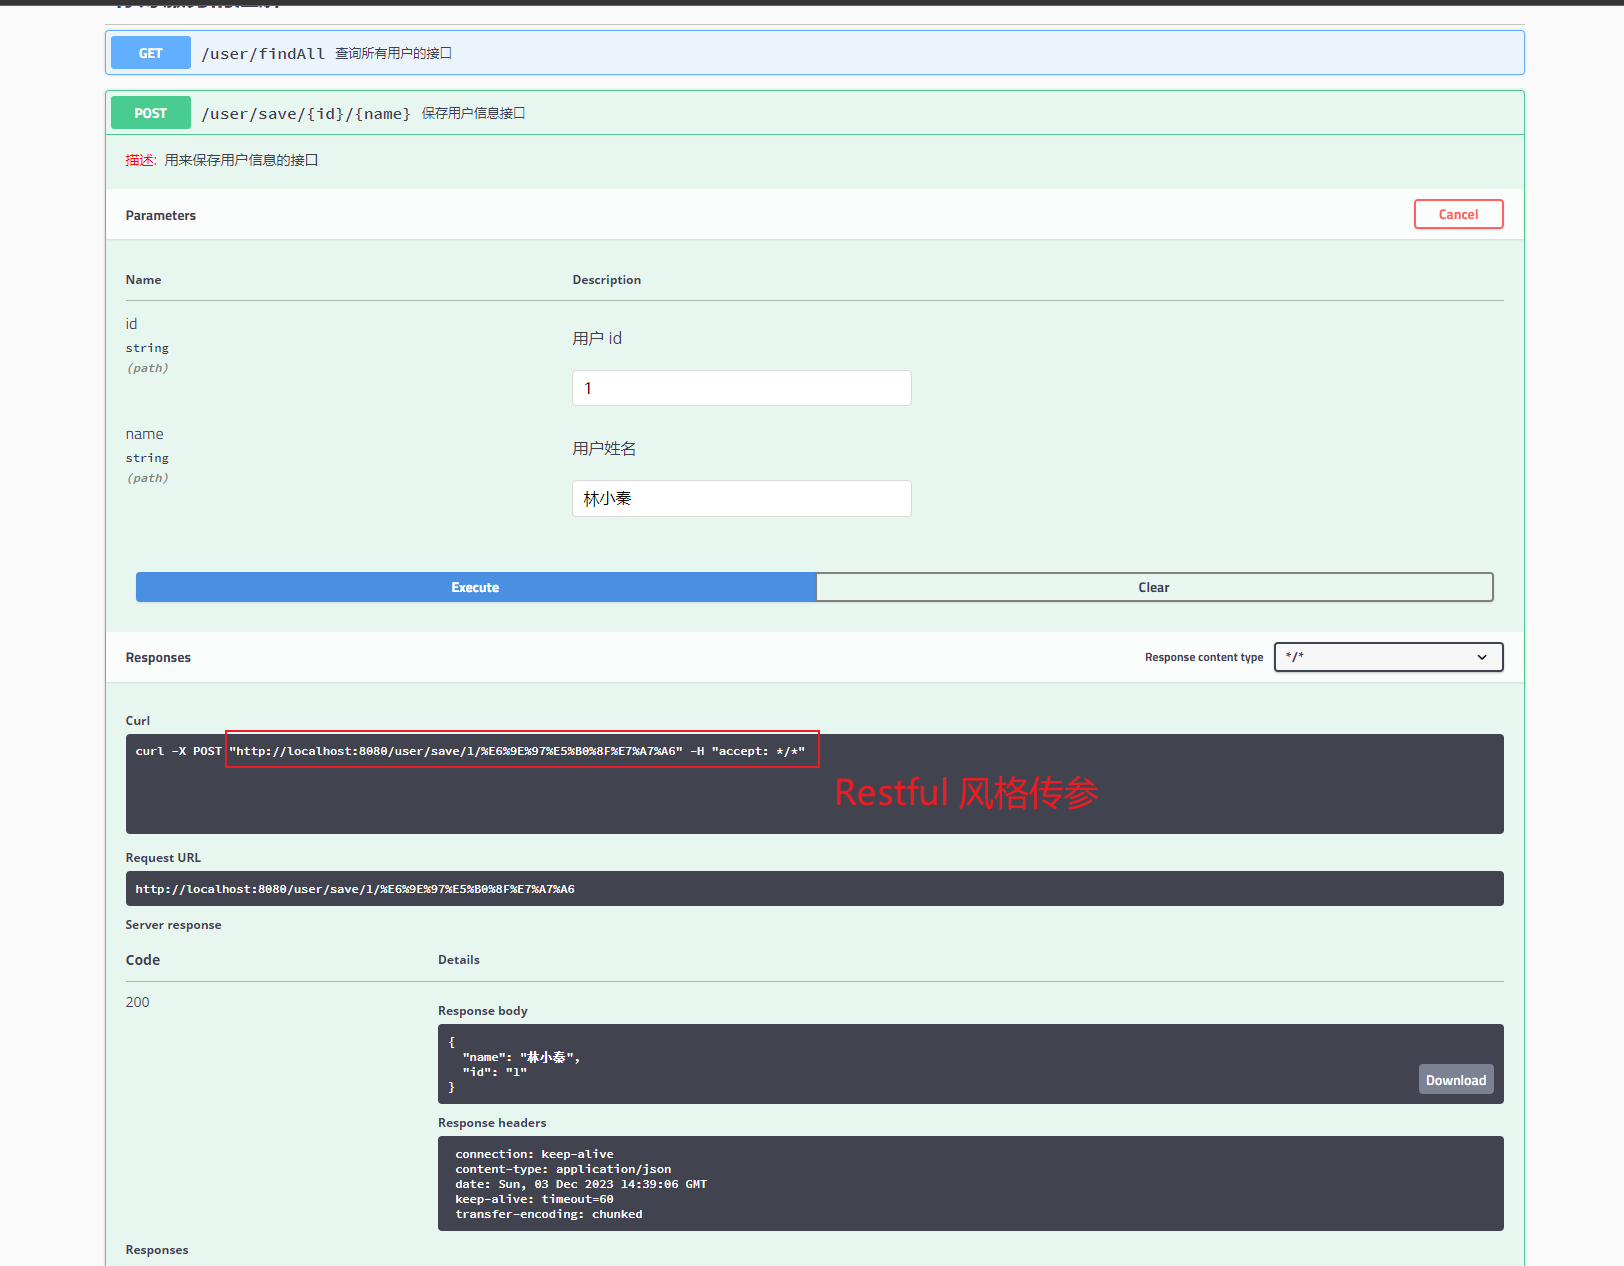 GET /user/findAll 查询所有用户的接口
POST /user/save/{id}/{name} 保存用户信息接口
描述: 用来保存用户信息的接口
Parameters Cancel
Name Description
id
string
(path)
用户 id
1
name
string
(path)
用户姓名
林小秦
Execute Clear
Responses Response content type */*
Curl
curl -X POST "http://localhost:8080/user/save/1/%E6%9E%97%E5%B0%8F%E7%A7%A6" -H "accept: */*"
Restful 风格传参
Request URL
http://localhost:8080/user/save/1/%E6%9E%97%E5%B0%8F%E7%A7%A6
Server response
Code Details
200
Response body
{
"name": "林小秦",
"id": "1"
}
Download
Response headers
connection: keep-alive
content-type: application/json
date: Sun, 03 Dec 2023 14:39:06 GMT
keep-alive: timeout=60
transfer-encoding: chunked
Responses